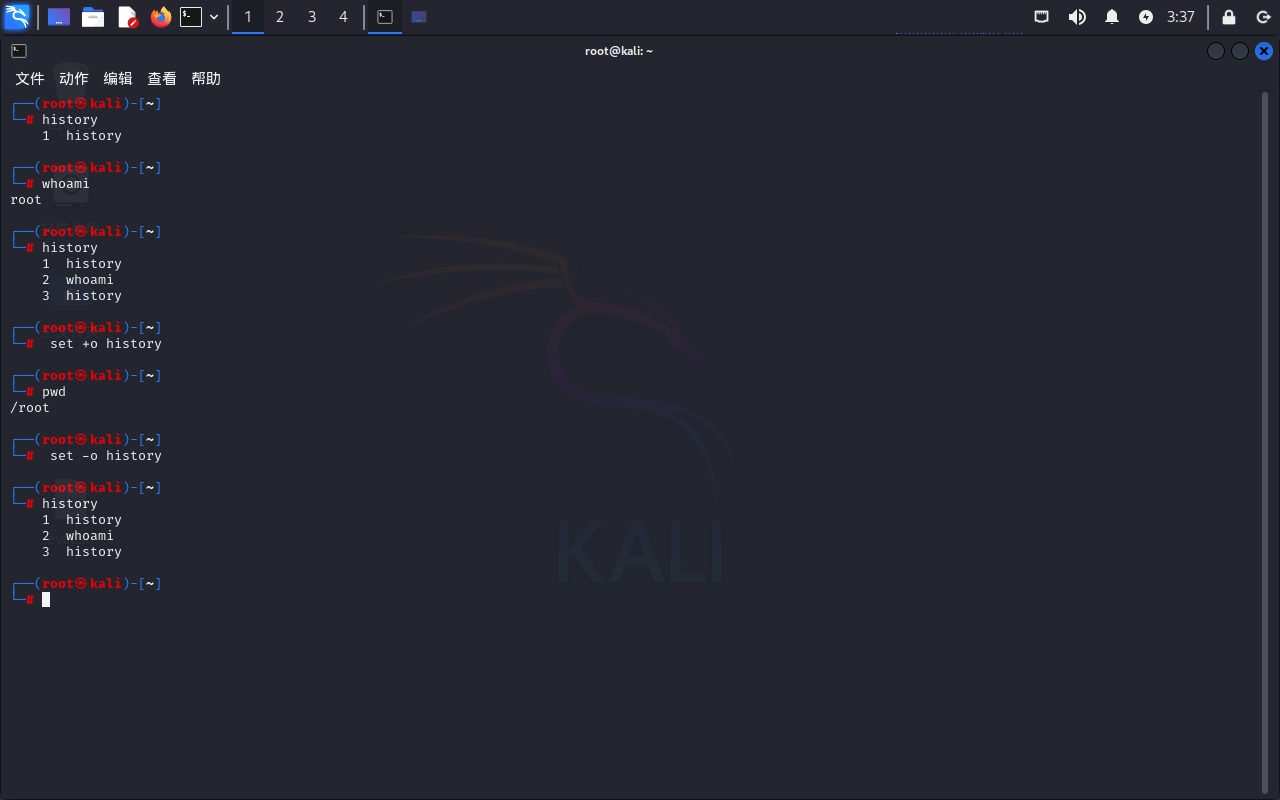 1 2 3 4 3:37
root@kali: ~
文件 动作 编辑 查看 帮助
┌──(root㉿kali)-[~]
└─# history
    1  history
┌──(root㉿kali)-[~]
└─# whoami
root
┌──(root㉿kali)-[~]
└─# history
    1  history
    2  whoami
    3  history
┌──(root㉿kali)-[~]
└─#  set +o history
┌──(root㉿kali)-[~]
└─# pwd
/root
┌──(root㉿kali)-[~]
└─#  set -o history
┌──(root㉿kali)-[~]
└─# history
    1  history
    2  whoami
    3  history
┌──(root㉿kali)-[~]
└─#
KALI